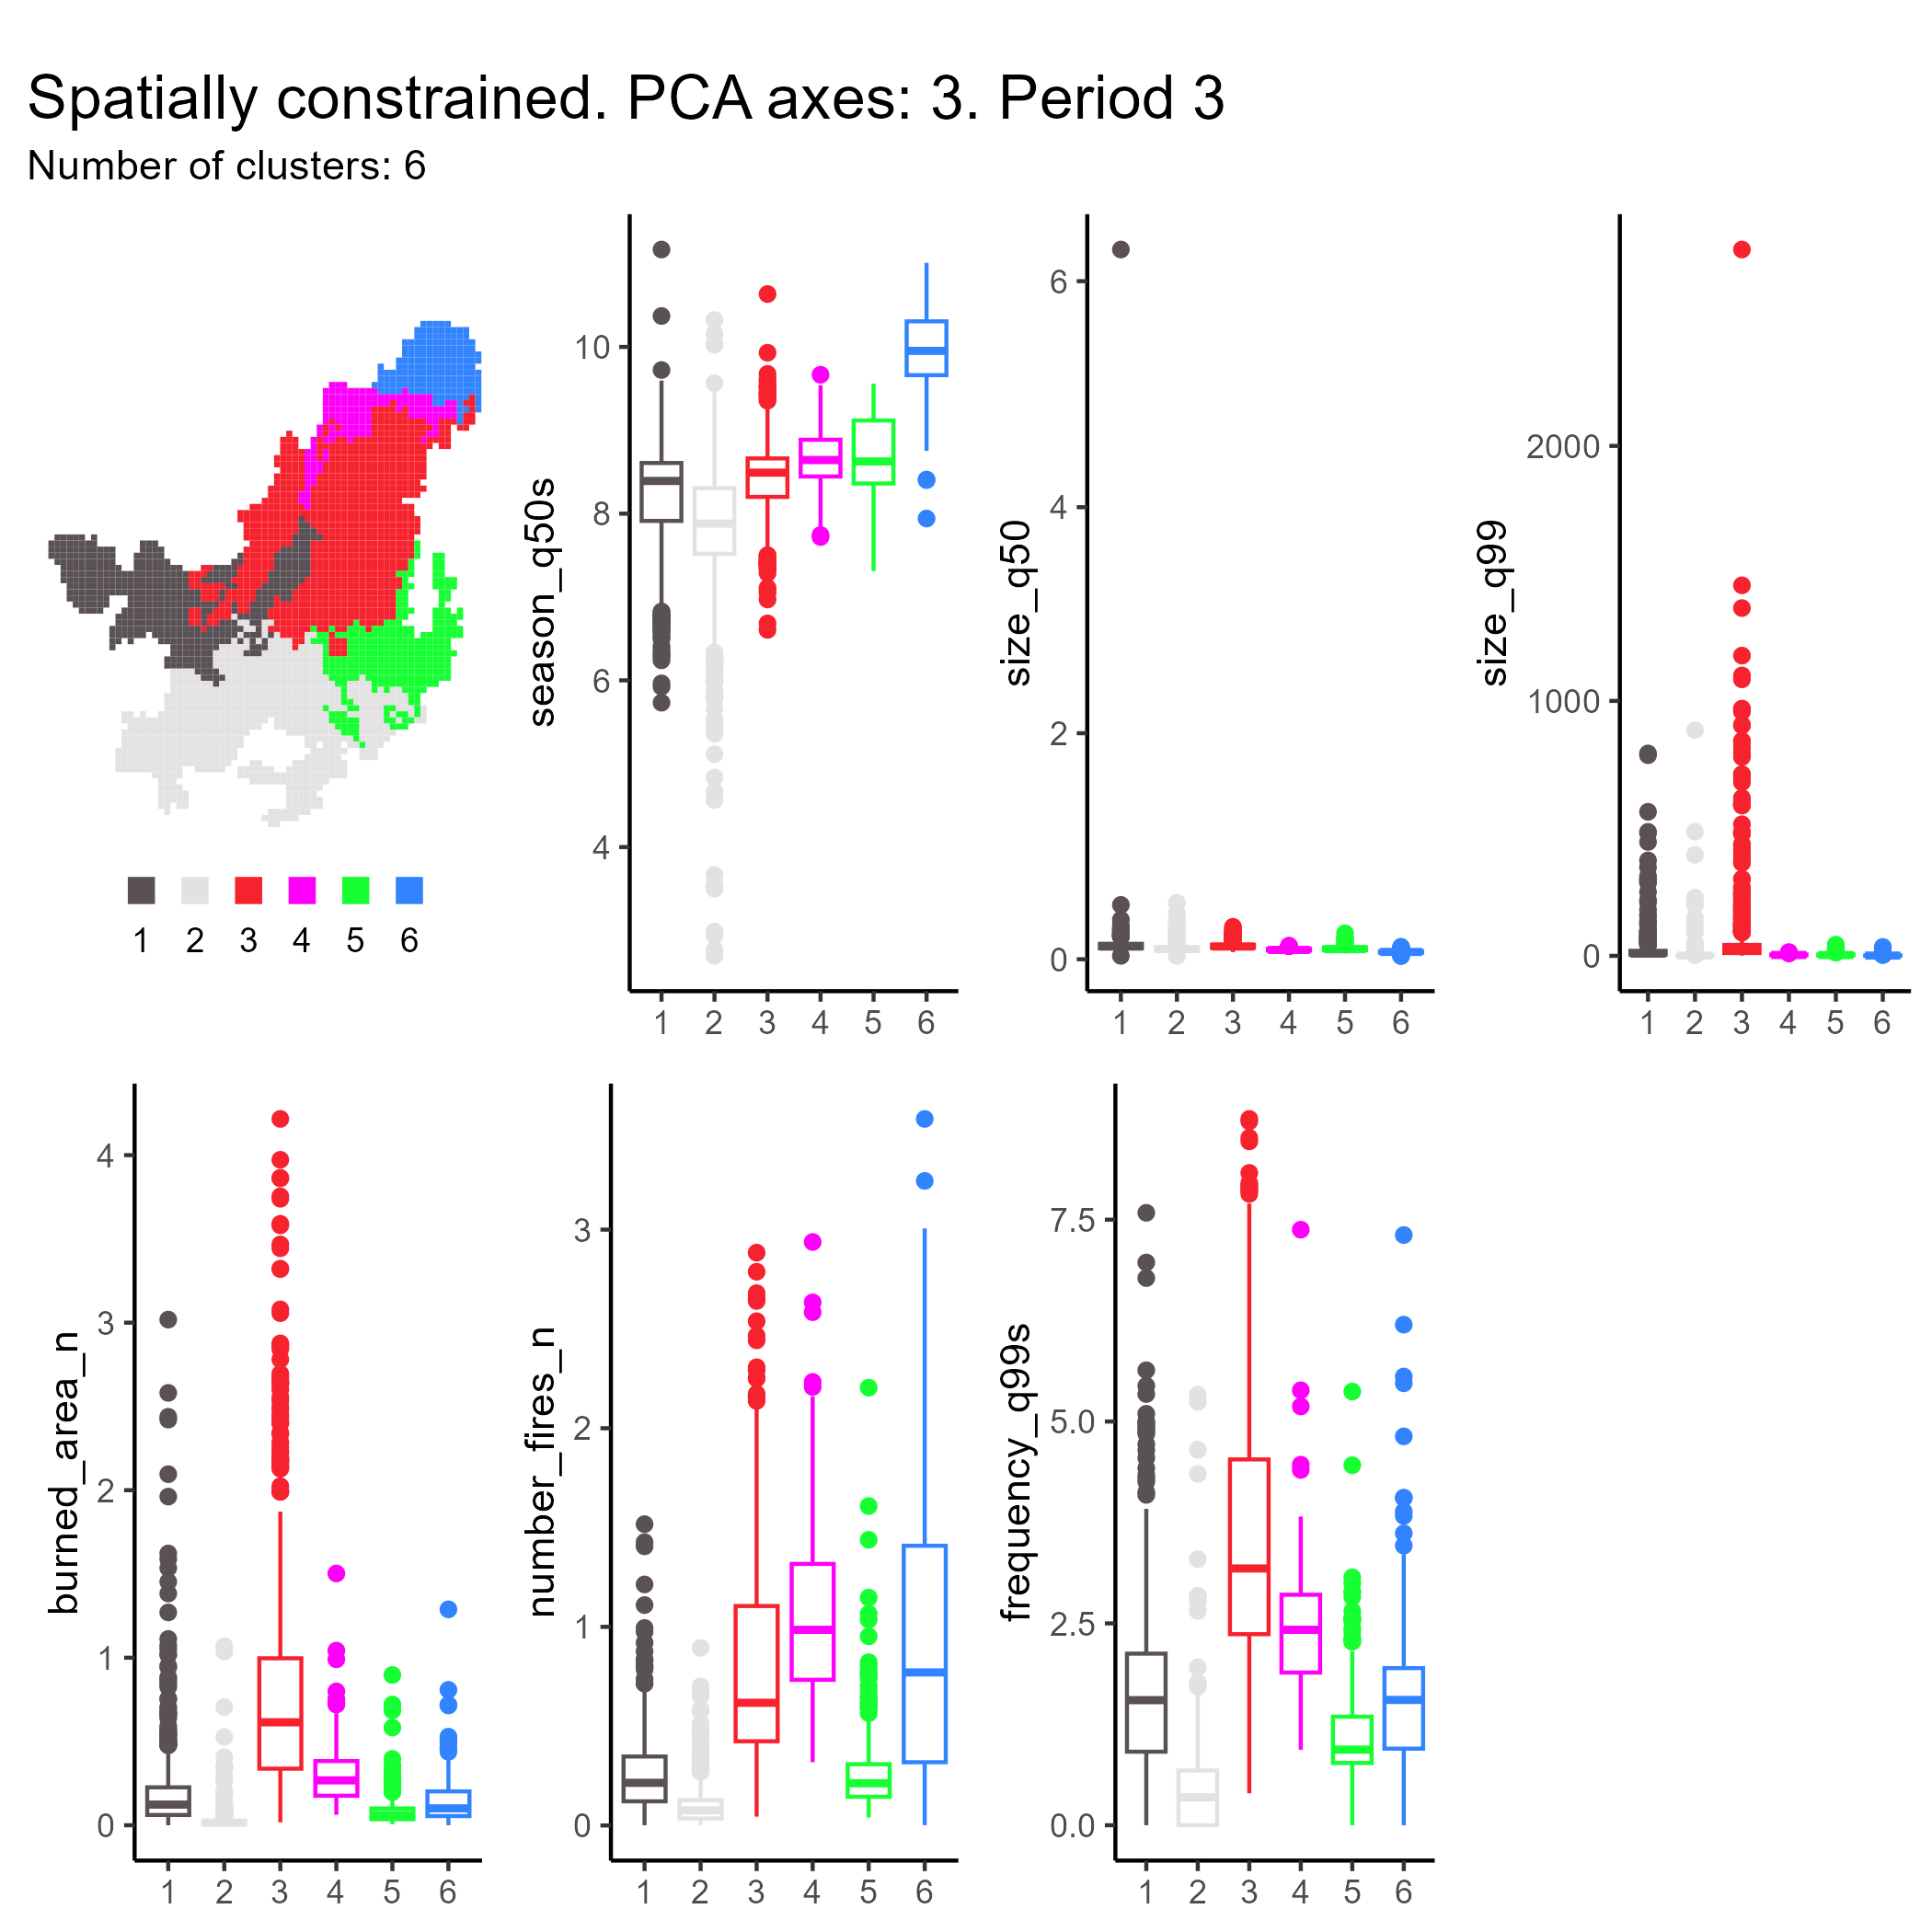 Spatially constrained. PCA axes: 3. Period 3
Number of clusters: 6
1 2 3 4 5 6
season_q50s
10
8
6
4
1 2 3 4 5 6
size_q50
6
4
2
0
1 2 3 4 5 6
size_q99
2000
1000
0
1 2 3 4 5 6
burned_area_n
4
3
2
1
0
1 2 3 4 5 6
number_fires_n
3
2
1
0
1 2 3 4 5 6
frequency_q99s
7.5
5.0
2.5
0.0
1 2 3 4 5 6